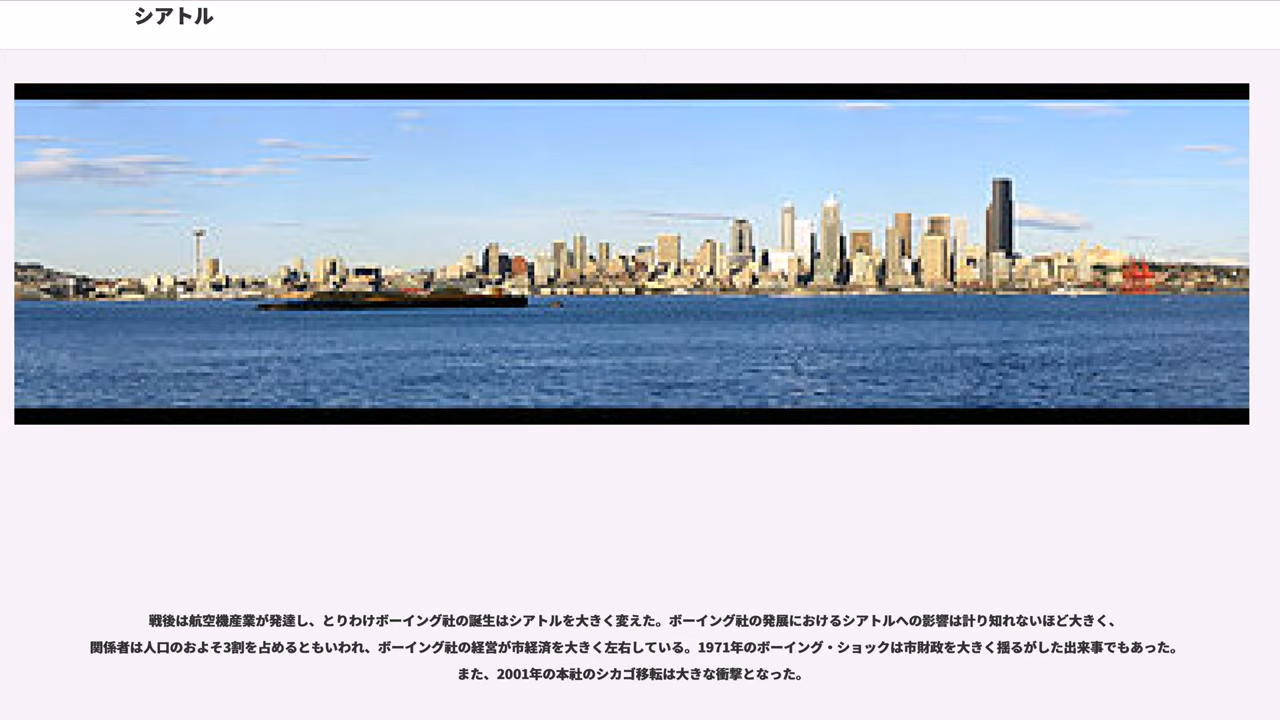 シアトル
戦後は航空機産業が発達し、とりわけボーイング社の誕生はシアトルを大きく変えた。ボーイング社の発展におけるシアトルへの影響は計り知れないほど大きく、
関係者は人口のおよそ3割を占めるともいわれ、ボーイング社の経営が市経済を大きく左右している。1971年のボーイング・ショックは市財政を大きく揺るがした出来事でもあった。
また、2001年の本社のシカゴ移転は大きな衝撃となった。